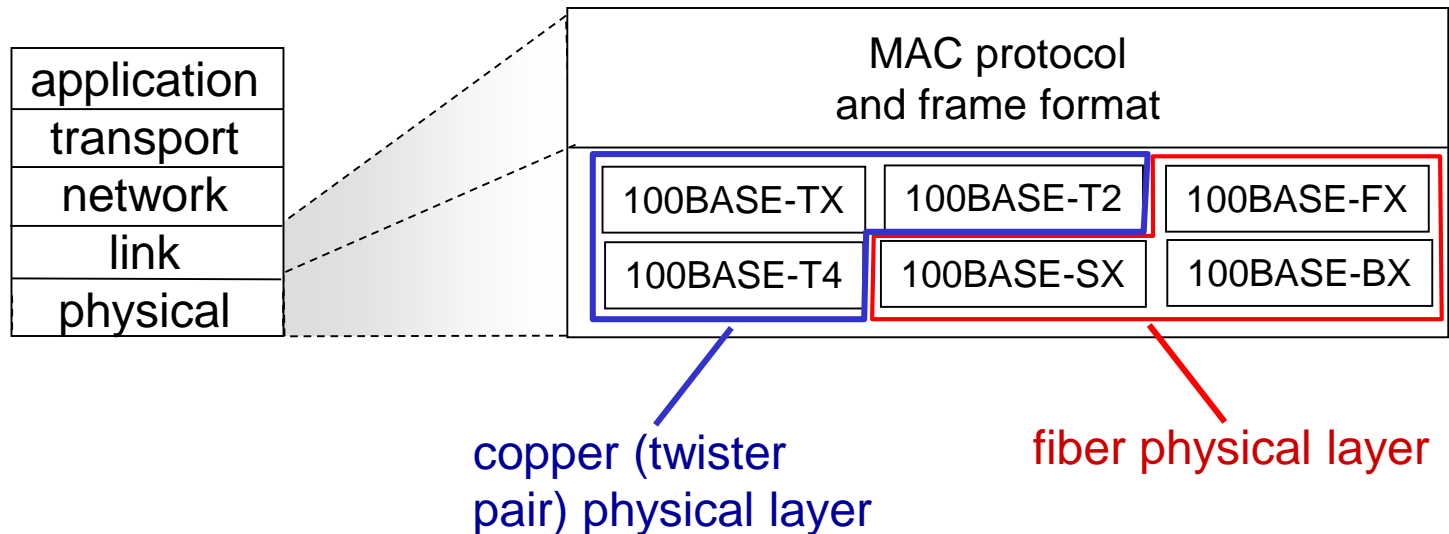 application
transport
network
link
physical
MAC protocol
and frame format
100BASE-TX
100BASE-T2
100BASE-FX
100BASE-T4
100BASE-SX
100BASE-BX
copper (twister
pair) physical layer
fiber physical layer